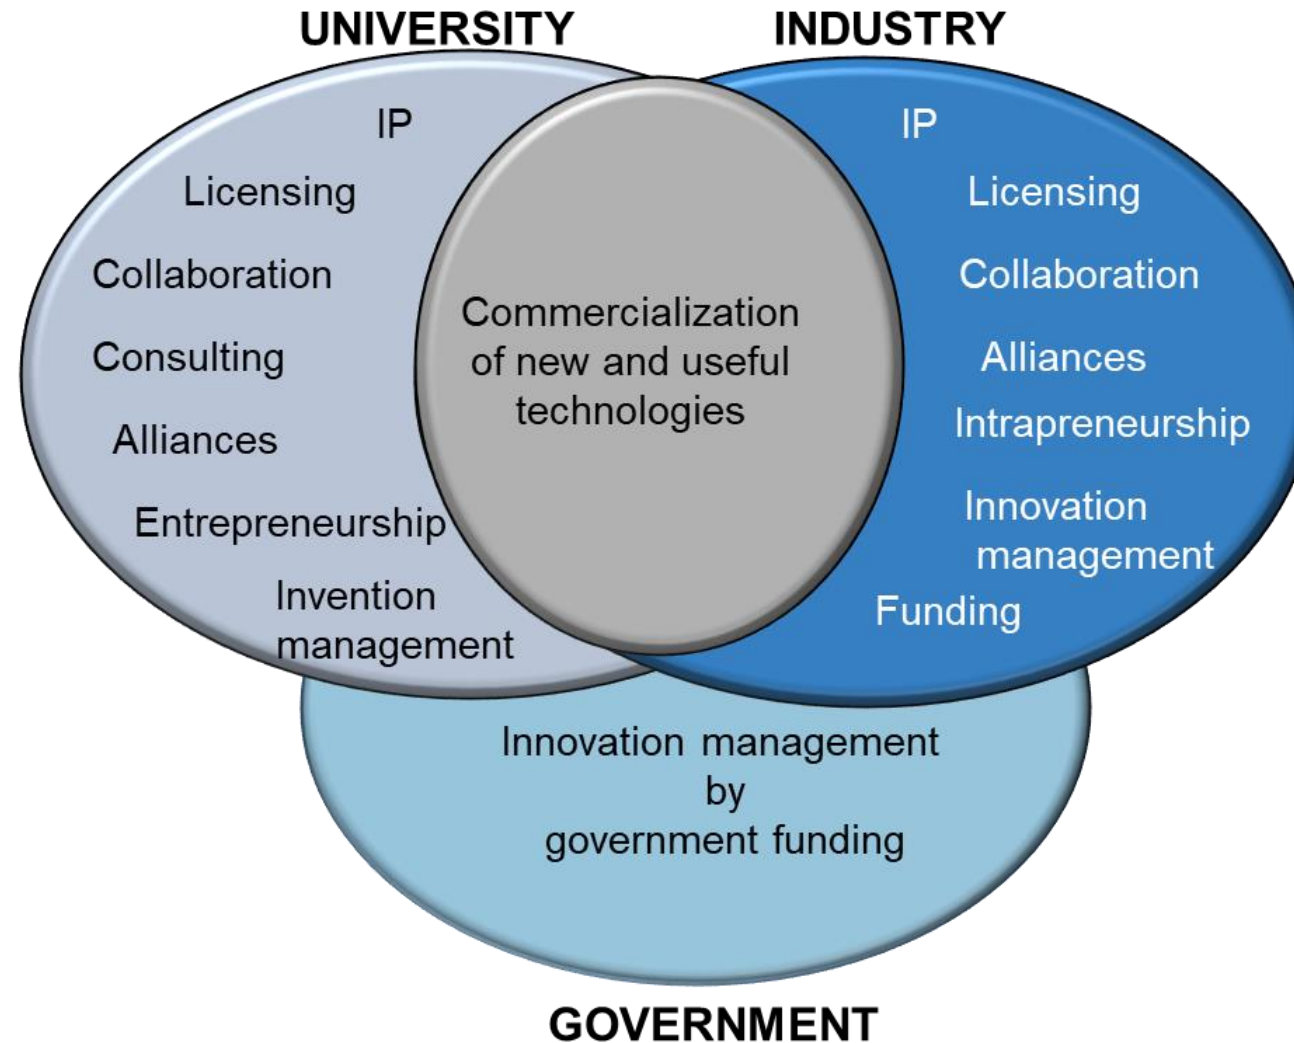 UNIVERSITY
INDUSTRY
IP
Licensing
Collaboration
Consulting
Alliances
Entrepreneurship
Invention
management
Commercialization
of new and useful
technologies
IP
Licensing
Collaboration
Alliances
Intrapreneurship
Innovation
management
Funding
Innovation management
by
government funding
GOVERNMENT